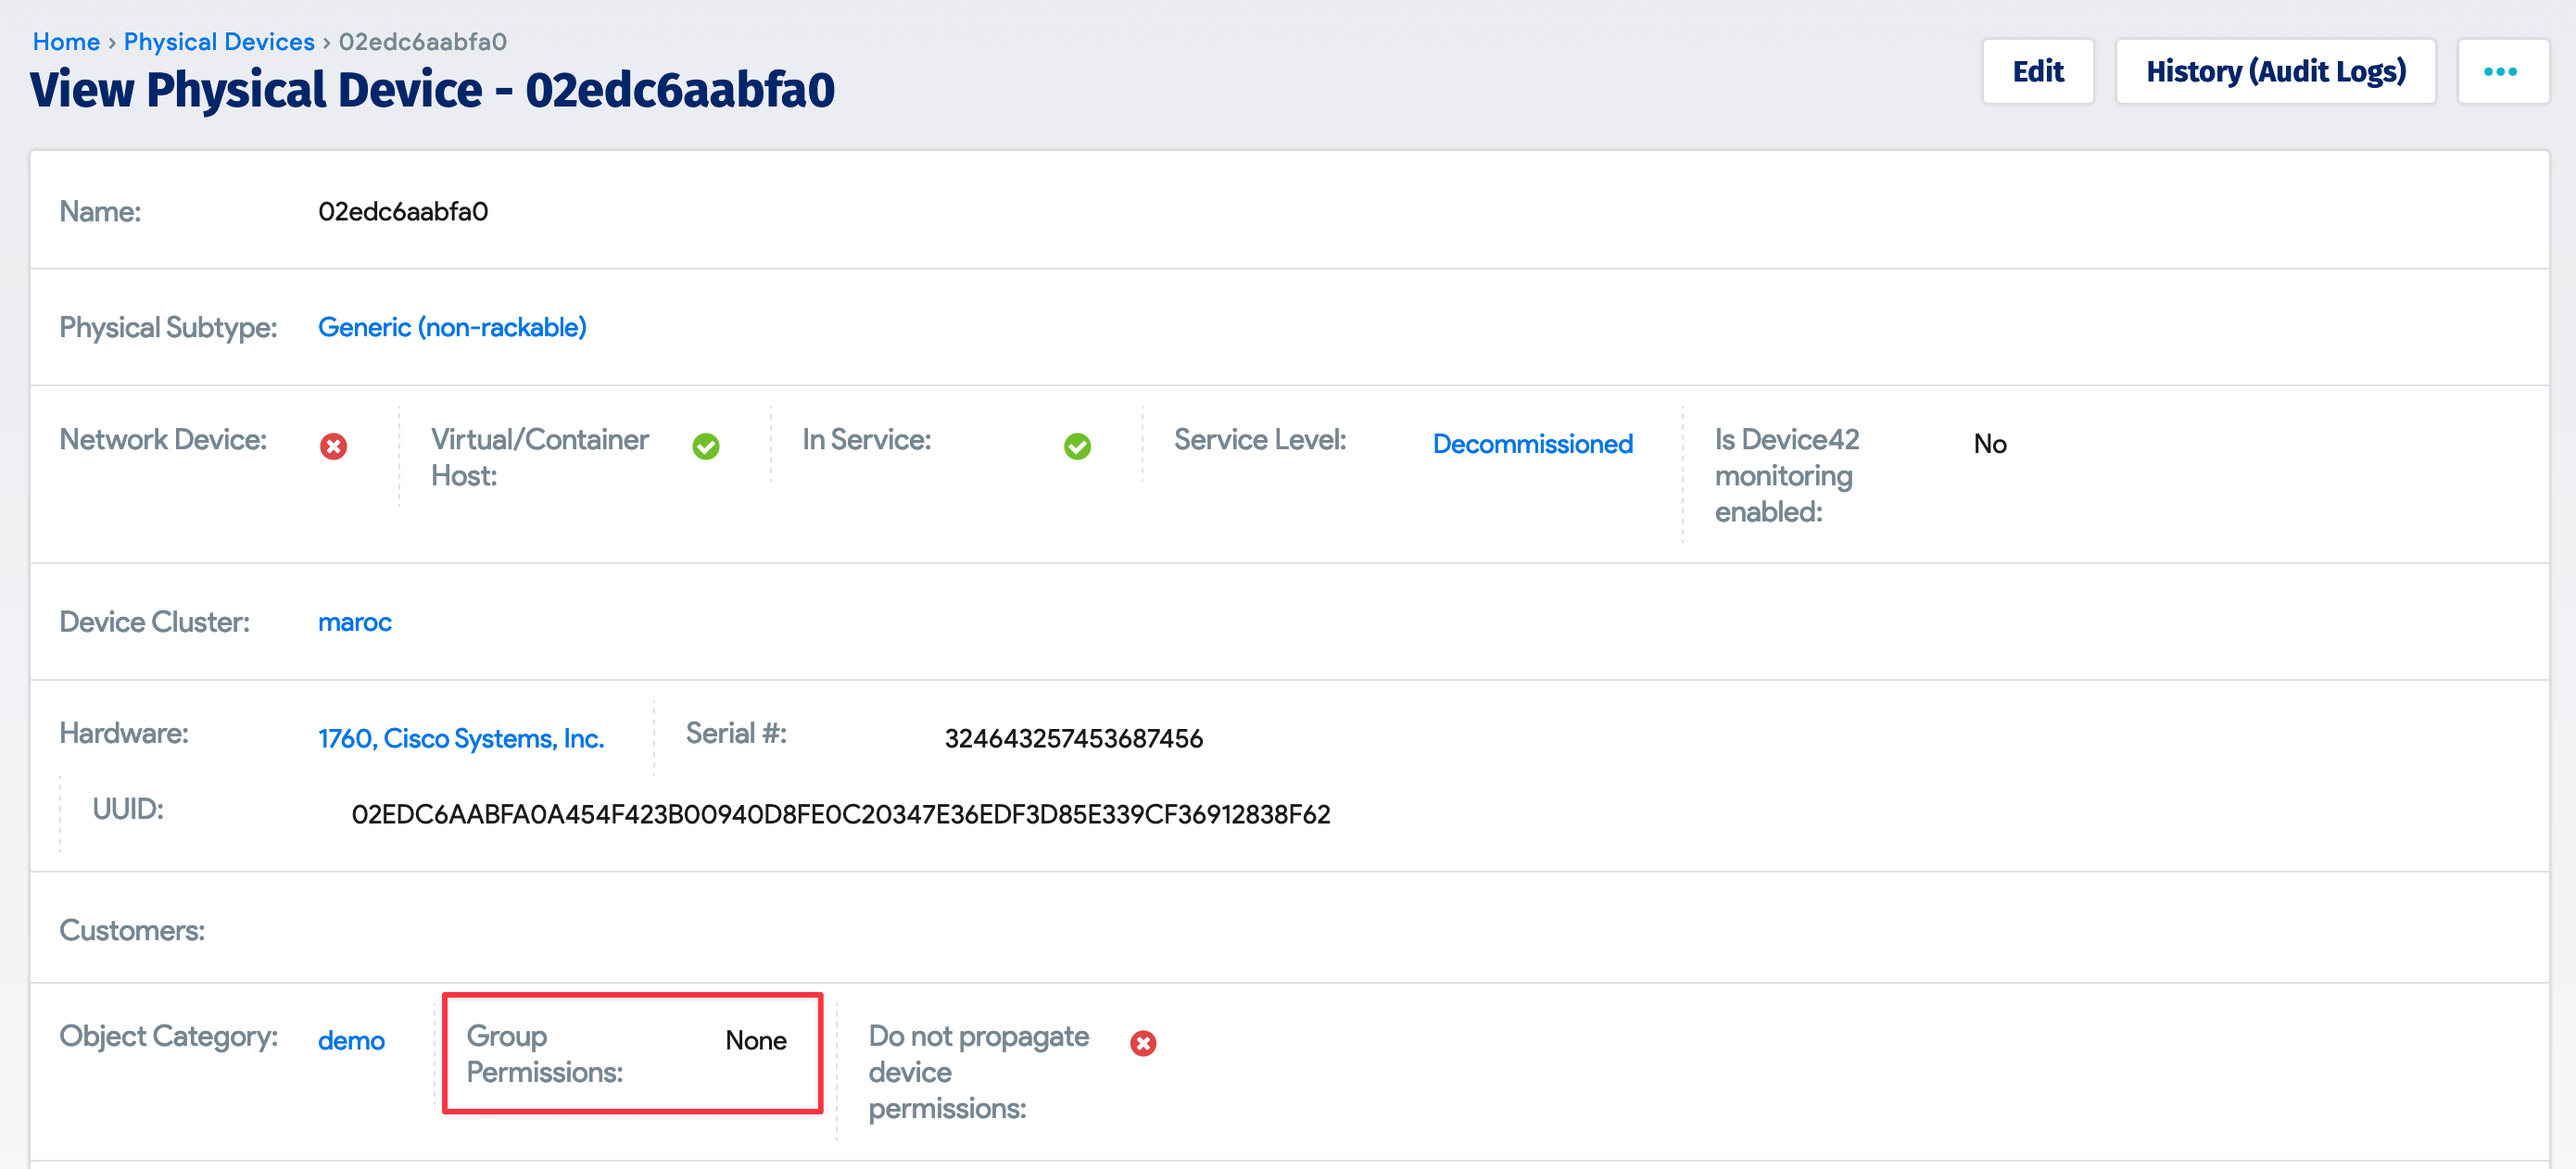 Home › Physical Devices › 02edc6aabfa0
View Physical Device - 02edc6aabfa0
Edit
History (Audit Logs)
Name: 02edc6aabfa0
Physical Subtype: Generic (non-rackable)
Network Device:
Virtual/Container
Host:
In Service:
Service Level: Decommissioned
Is Device42
monitoring
enabled:
No
Device Cluster: maroc
Hardware: 1760, Cisco Systems, Inc.
Serial #: 324643257453687456
UUID: 02EDC6AABFA0A454F423B00940D8FE0C20347E36EDF3D85E339CF36912838F62
Customers:
Object Category: demo
Group
Permissions:
None
Do not propagate
device
permissions: